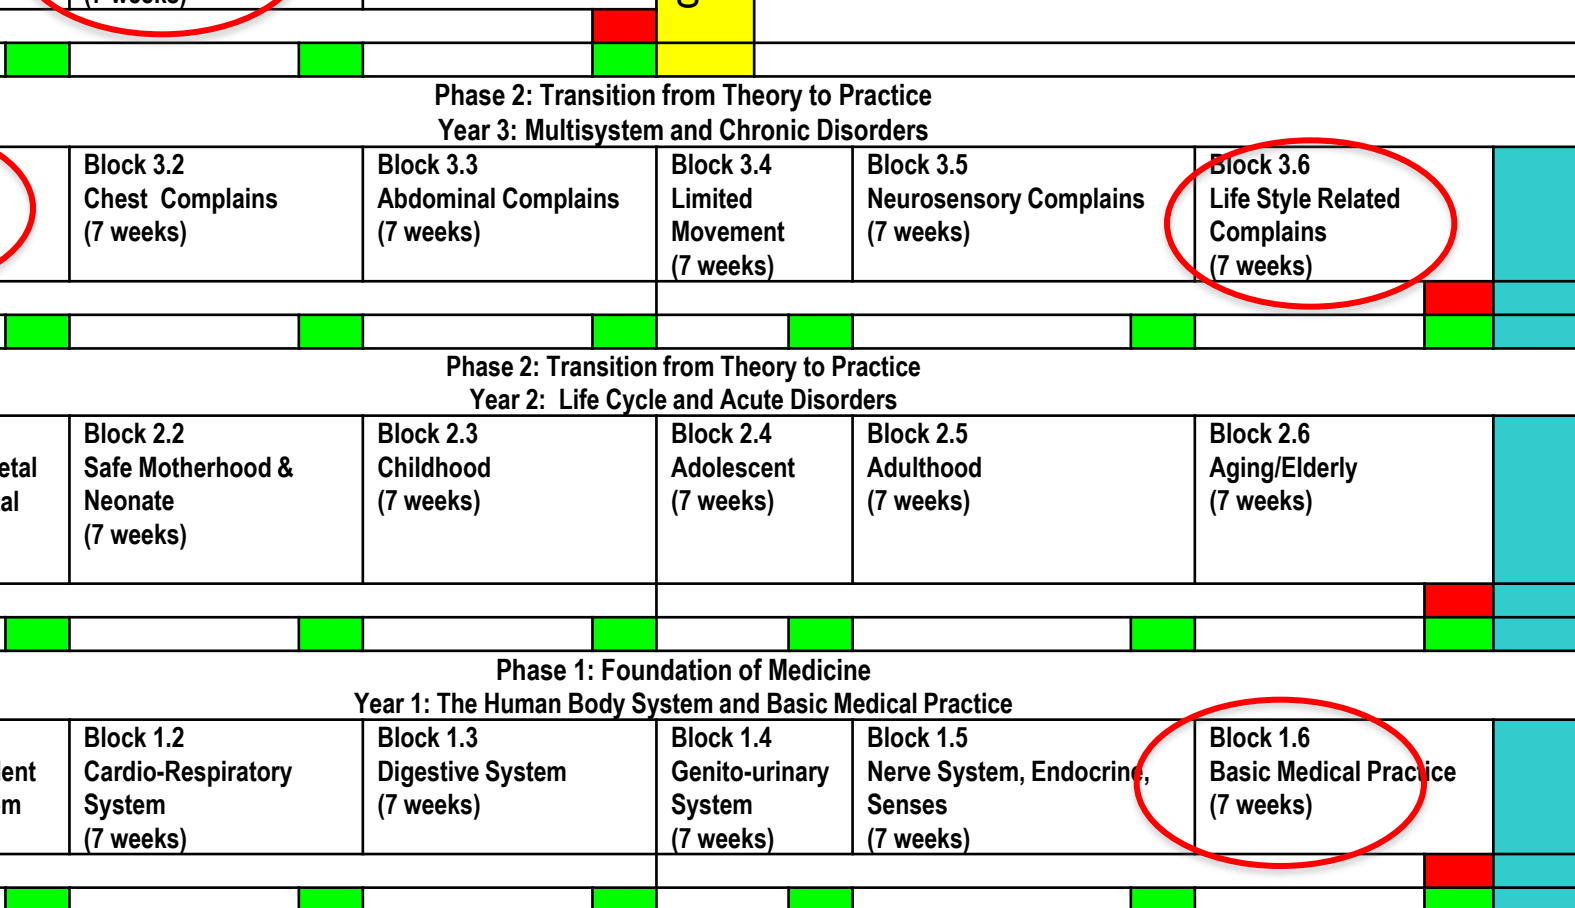 (7 weeks)
g
Phase 2: Transition from Theory to Practice
Year 3: Multisystem and Chronic Disorders
Block 3.2
Chest  Complains
(7 weeks)
Block 3.3
Abdominal Complains
(7 weeks)
Block 3.4
Limited
Movement
(7 weeks)
Block 3.5
Neurosensory Complains
(7 weeks)
Block 3.6
Life Style Related
Complains
(7 weeks)
Phase 2: Transition from Theory to Practice
Year 2:  Life Cycle and Acute Disorders
etal
al
Block 2.2
Safe Motherhood &
Neonate
(7 weeks)
Block 2.3
Childhood
(7 weeks)
Block 2.4
Adolescent
(7 weeks)
Block 2.5
Adulthood
(7 weeks)
Block 2.6
Aging/Elderly
(7 weeks)
Phase 1: Foundation of Medicine
Year 1: The Human Body System and Basic Medical Practice
ent
m
Block 1.2
Cardio-Respiratory
System
(7 weeks)
Block 1.3
Digestive System
(7 weeks)
Block 1.4
Genito-urinary
System
(7 weeks)
Block 1.5
Nerve System, Endocrine,
Senses
(7 weeks)
Block 1.6
Basic Medical Practice
(7 weeks)